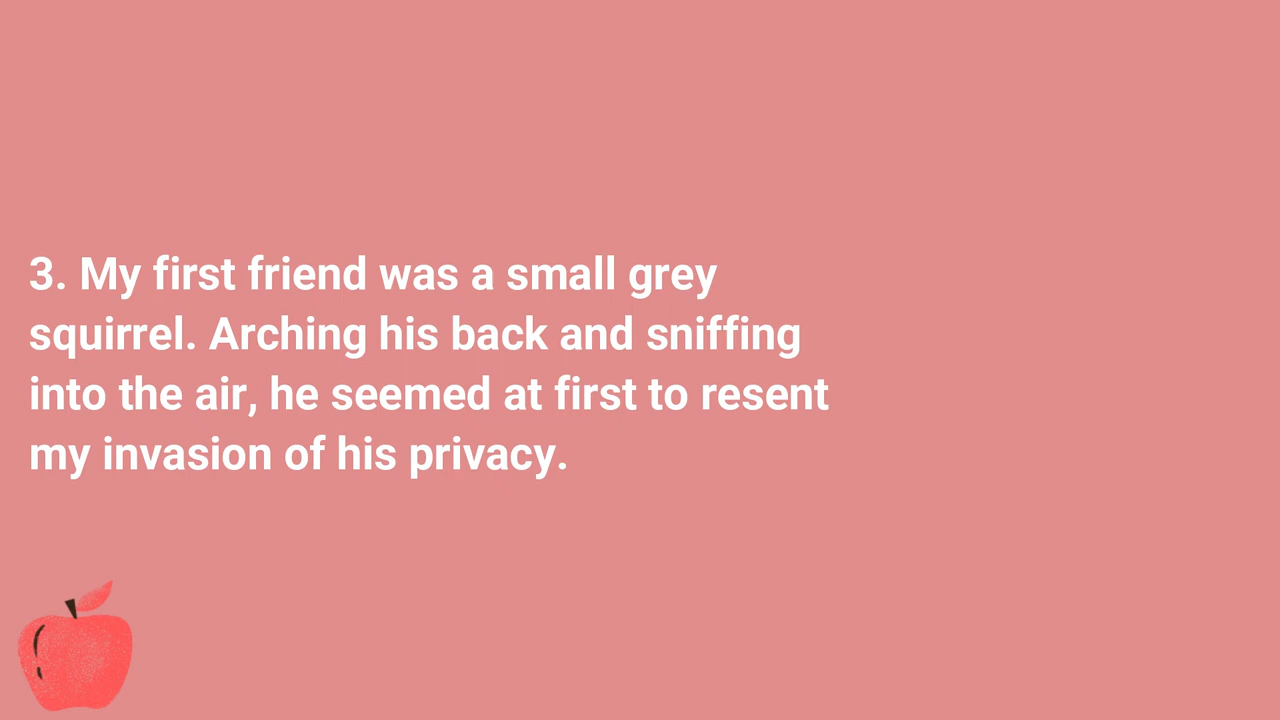 3. My first friend was a small grey
squirrel. Arching his back and sniffing
into the air, he seemed at first to resent
my invasion of his privacy.